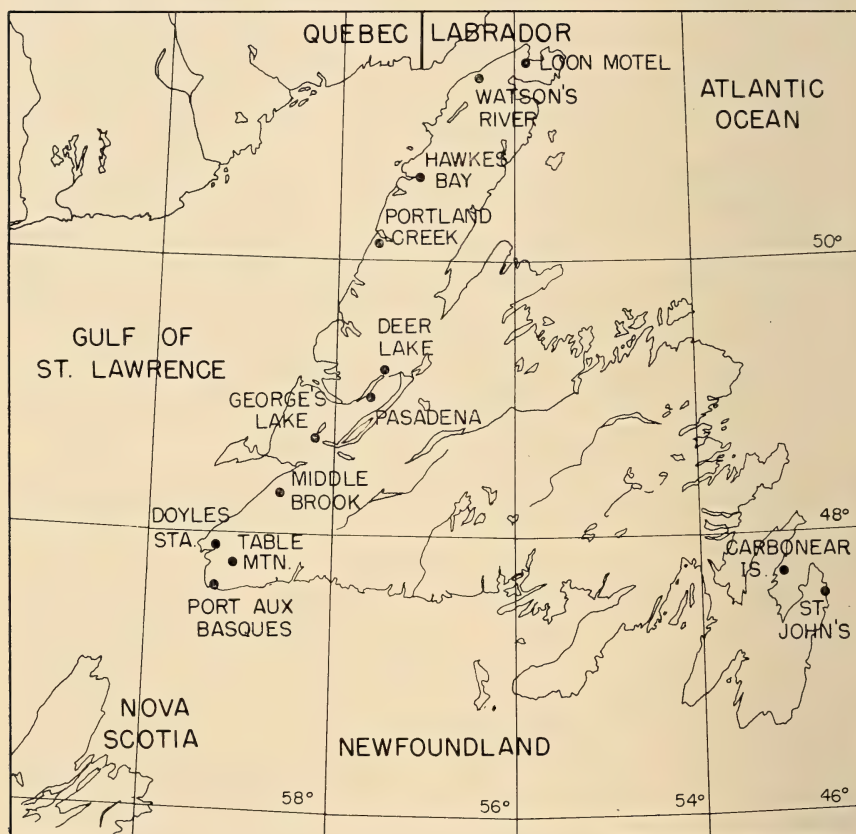 QUEBEC LABRADOR
LOON MOTEL
WATSON'S
RIVER
ATLANTIC
OCEAN
HAWKES
BAY
PORTLAND
CREEK
50°
GULF OF
ST. LAWRENCE
DEER
LAKE
GEORGE'S
LAKE
PASADENA
MIDDLE
BROOK
DOYLES
STA.
TABLE
MTN.
48°
CARBONEAR
IS.
PORT AUX
BASQUES
ST.
JOHN'S
NOVA
SCOTIA
NEWFOUNDLAND
58°
56°
54°
46°